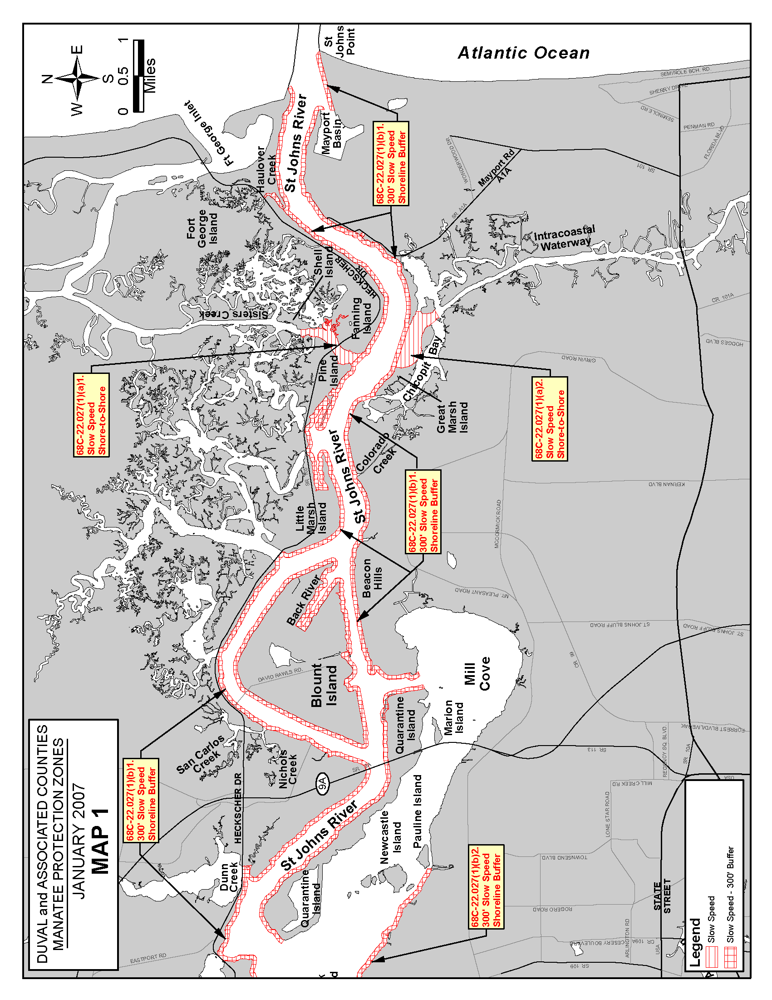 DUVAL and ASSOCIATED COUNTIES
MANATEE PROTECTION ZONES
JANUARY 2007
MAP 1
N
W
E
S
0
0.5
1
Miles
Atlantic Ocean
St
Johns
Point
Ft George Inlet
Haulover
Creek
St Johns River
Mayport
Basin
Fort
George
Island
Shell
Island
HECKSCHER
DR
Sisters Creek
Fanning
Island
Pine
Island
Chicopit Bay
Great
Marsh
Island
Intracoastal
Waterway
Mayport Rd
A1A
SR A1A
WONDERWOOD DR
SR 101
SEMINOLE BCH. RD.
SHERRY DRIVE
SEMINOLE RD
PENMAN RD
FLORIDA BLVD
CR 101A
HODGES BLVD
GIRVIN ROAD
KERNAN BLVD
MCCORMICK ROAD
MT. PLEASANT ROAD
ST. JOHNS BLUFF ROAD
ST. JOHNS BLUFF ROAD
68C-22.027(1)(a)1.
Slow Speed
Shore-to-Shore
68C-22.027(1)(b)1.
300' Slow Speed
Shoreline Buffer
68C-22.027(1)(a)2.
Slow Speed
Shore-to-Shore
68C-22.027(1)(b)1.
300' Slow Speed
Shoreline Buffer
68C-22.027(1)(b)1.
300' Slow Speed
Shoreline Buffer
68C-22.027(1)(b)2.
300' Slow Speed
Shoreline Buffer
St Johns River
St Johns River
Colorado
Creek
Little
Marsh
Island
Beacon
Hills
Back River
Blount
Island
DAVID RAWLS RD.
Mill
Cove
Marion
Island
Quarantine
Island
San Carlos
Creek
Nichols
Creek
HECKSCHER DR
9A
St Johns River
Dunn
Creek
Quarantine
Island
Newcastle
Island
Pauline Island
EASTPORT RD
SR 113
REGENCY SQ. BLVD.
SR 10A
MILL CREEK RD
LONE STAR ROAD
TOWNSEND BLVD.
ROGERO ROAD
ARLINGTON RD
CESERY BOULEVARD
CR 109A
SR 109
USA
USA
STATE
STREET
Legend
Slow Speed
Slow Speed - 300' Buffer